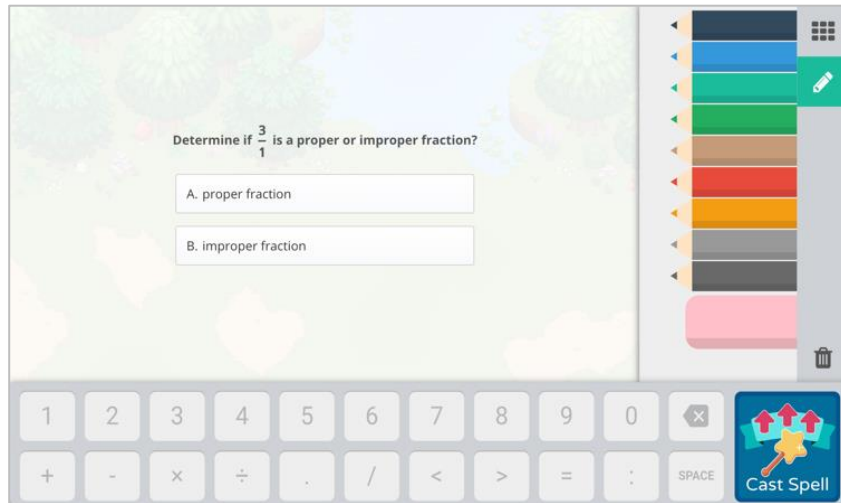 Determine if 3/1 is a proper or improper fraction?
A. proper fraction
B. improper fraction
1 2 3 4 5 6 7 8 9 0
+ - × ÷ . / < > = : SPACE
Cast Spell